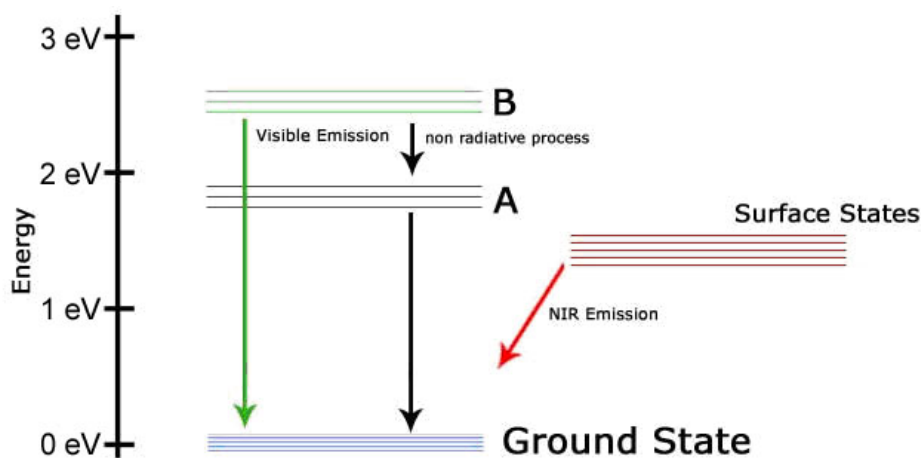 3 eV
B
Visible Emission
non radiative process
2 eV
A
Surface States
Energy
1 eV
NIR Emission
0 eV
Ground State